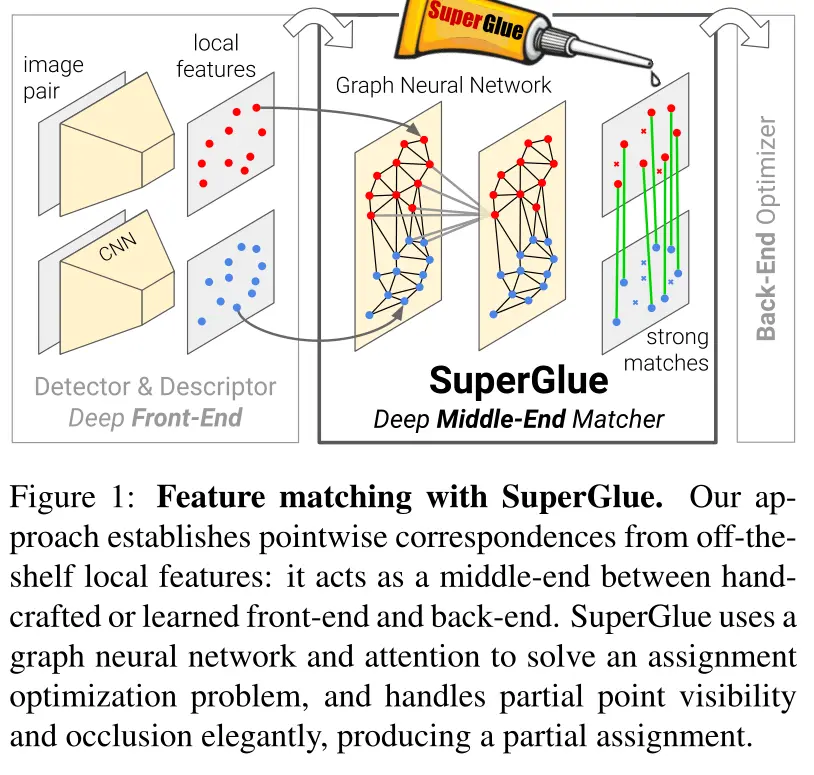 SuperGlue
image
pair
local
features
Graph Neural Network
CNN
strong
matches
Detector & Descriptor
Deep Front-End
SuperGlue
Deep Middle-End Matcher
Back-End Optimizer
Figure 1: Feature matching with SuperGlue. Our ap-
proach establishes pointwise correspondences from off-the-
shelf local features: it acts as a middle-end between hand-
crafted or learned front-end and back-end. SuperGlue uses a
graph neural network and attention to solve an assignment
optimization problem, and handles partial point visibility
and occlusion elegantly, producing a partial assignment.